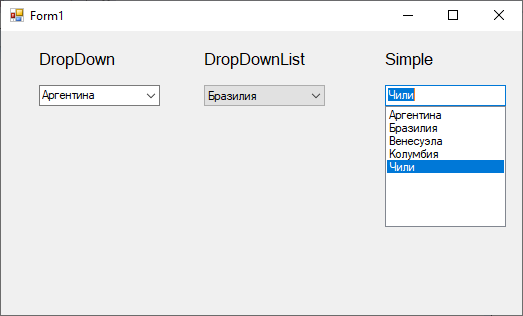 Form1
DropDown
DropDownList
Simple
Аргентина
Бразилия
Чили
Аргентина
Бразилия
Венесуэла
Колумбия
Чили